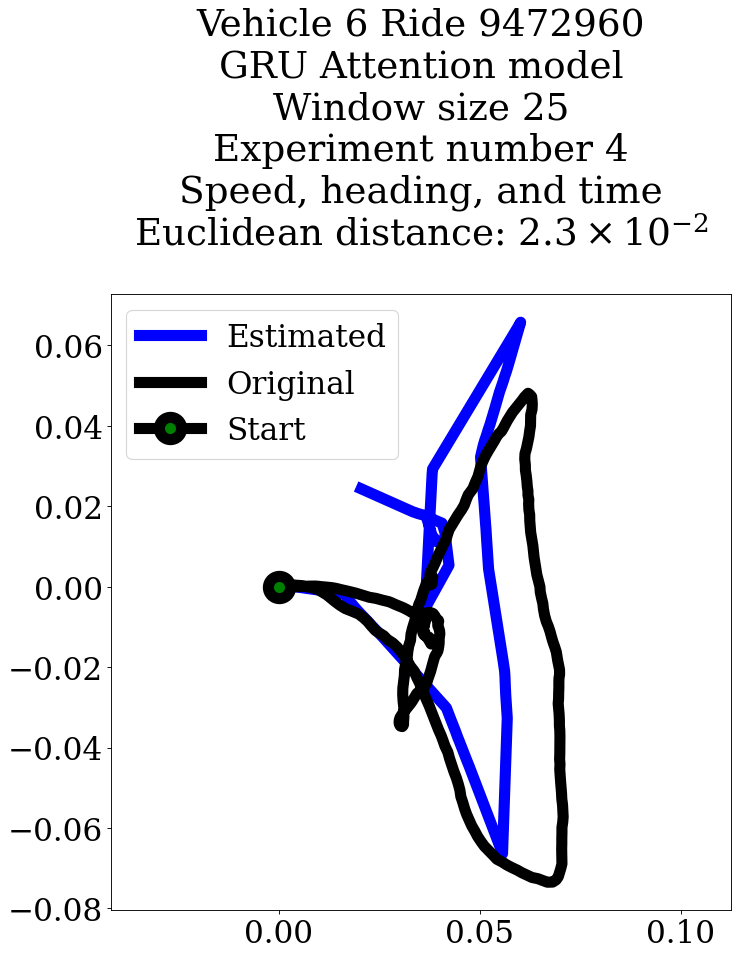 Vehicle 6 Ride 9472960
GRU Attention model
Window size 25
Experiment number 4
Speed, heading, and time
Euclidean distance: 2.3 × 10⁻²
Estimated
Original
Start
0.06
0.04
0.02
0.00
−0.02
−0.04
−0.06
−0.08
0.00 0.05 0.10